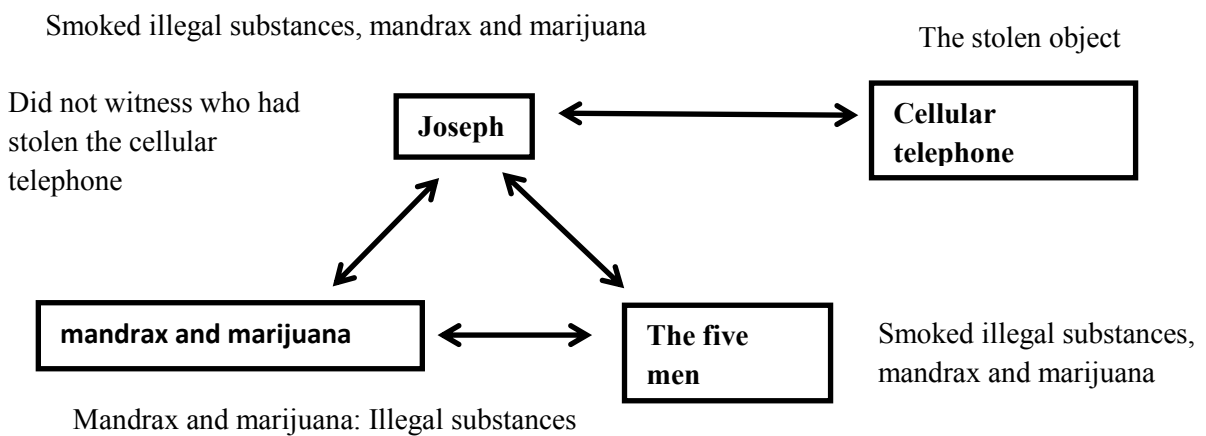 Smoked illegal substances, mandrax and marijuana
The stolen object
Did not witness who had
stolen the cellular
telephone
Joseph
Cellular
telephone
mandrax and marijuana
The five
men
Smoked illegal substances,
mandrax and marijuana
Mandrax and marijuana: Illegal substances